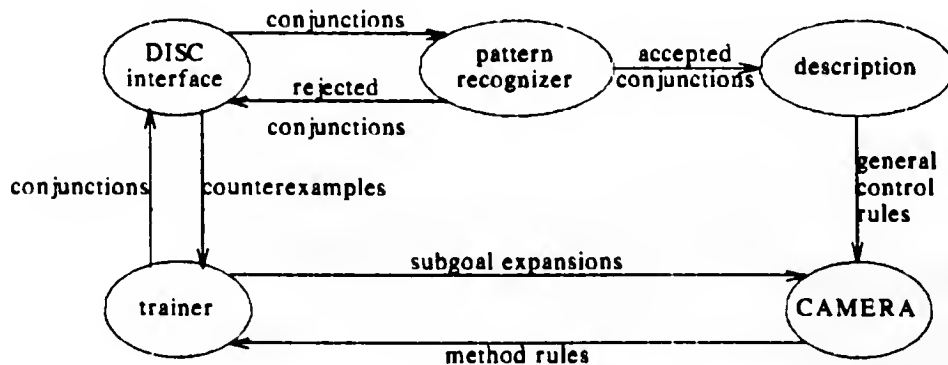 conjunctions
DISC
interface
pattern
recognizer
accepted
conjunctions
description
rejected
conjunctions
conjunctions
counterexamples
general
control
rules
subgoal expansions
trainer
CAMERA
method rules